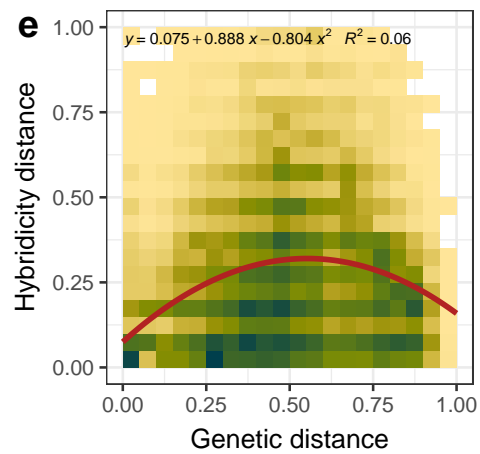 e
y = 0.075 + 0.888 x − 0.804 x² R² = 0.06
1.00
0.75
0.50
0.25
0.00
Hybridicity distance
0.00 0.25 0.50 0.75 1.00
Genetic distance